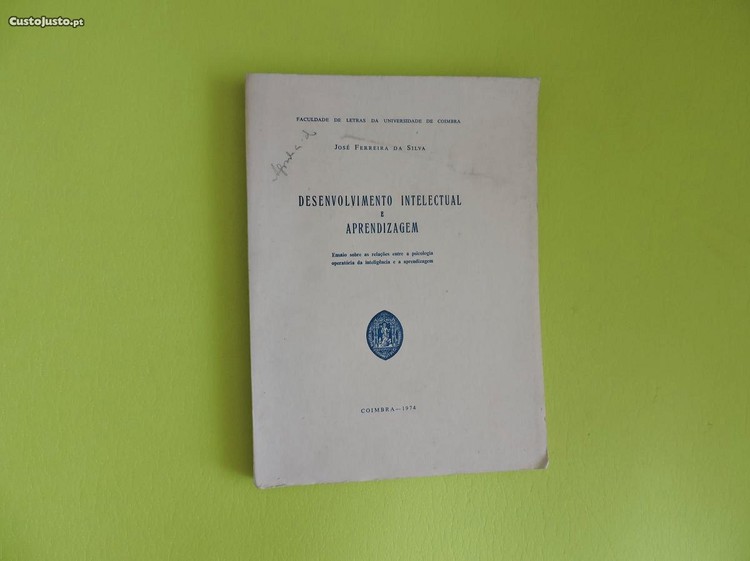 CustoJusto.pt
FACULDADE DE LETRAS DA UNIVERSIDADE DE COIMBRA
JOSÉ FERREIRA DA SILVA
DESENVOLVIMENTO INTELECTUAL
E
APRENDIZAGEM
Ensaio sobre as relações entre a psicologia
operatória da inteligência e a aprendizagem
COIMBRA—1974